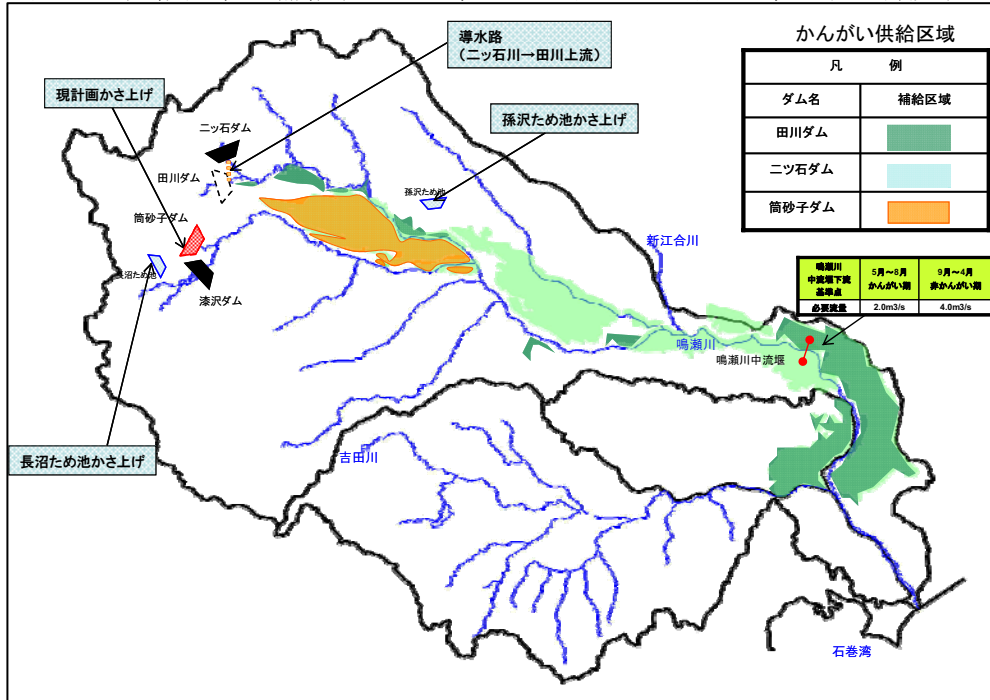 かんがい供給区域
凡 例
ダム名 補給区域
田川ダム
二ツ石ダム
筒砂子ダム
導水路
(二ッ石川→田川上流)
現計画かさ上げ
孫沢ため池かさ上げ
二ッ石ダム
田川ダム
孫沢ため池
筒砂子ダム
長沼ため池
漆沢ダム
新江合川
鳴瀬川
中流堰下流
基準点
5月～8月
かんがい期
9月～4月
非かんがい期
必要流量 2.0m3/s 4.0m3/s
鳴瀬川
鳴瀬川中流堰
長沼ため池かさ上げ
吉田川
石巻湾